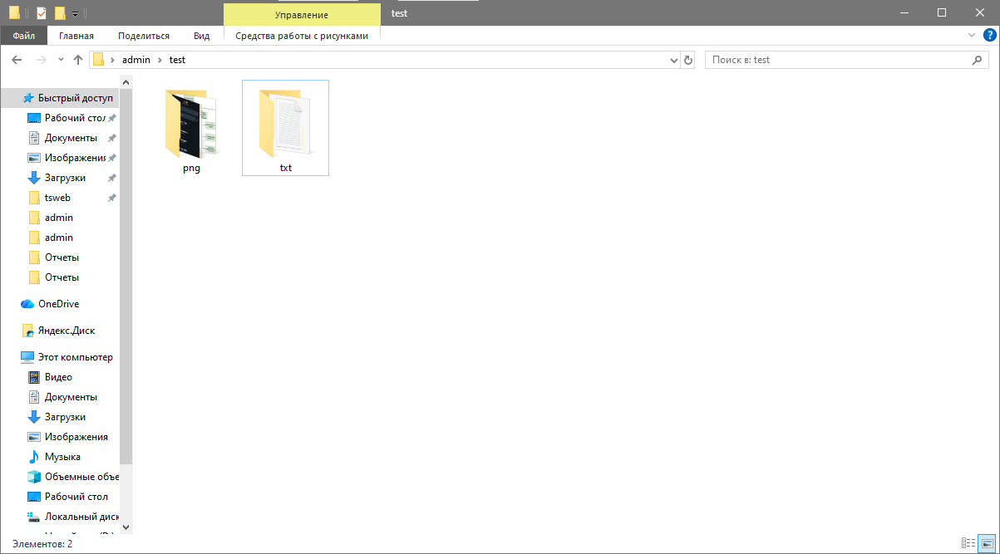 Управление
test
Файл
Главная
Поделиться
Вид
Средства работы с рисунками
admin
test
Поиск в: test
Быстрый доступ
Рабочий стол
Документы
Изображения
Загрузки
tsweb
admin
admin
Отчеты
Отчеты
OneDrive
Яндекс.Диск
Этот компьютер
Видео
Документы
Загрузки
Изображения
Музыка
Объемные объе
Рабочий стол
Локальный диск
png
txt
Элементов: 2